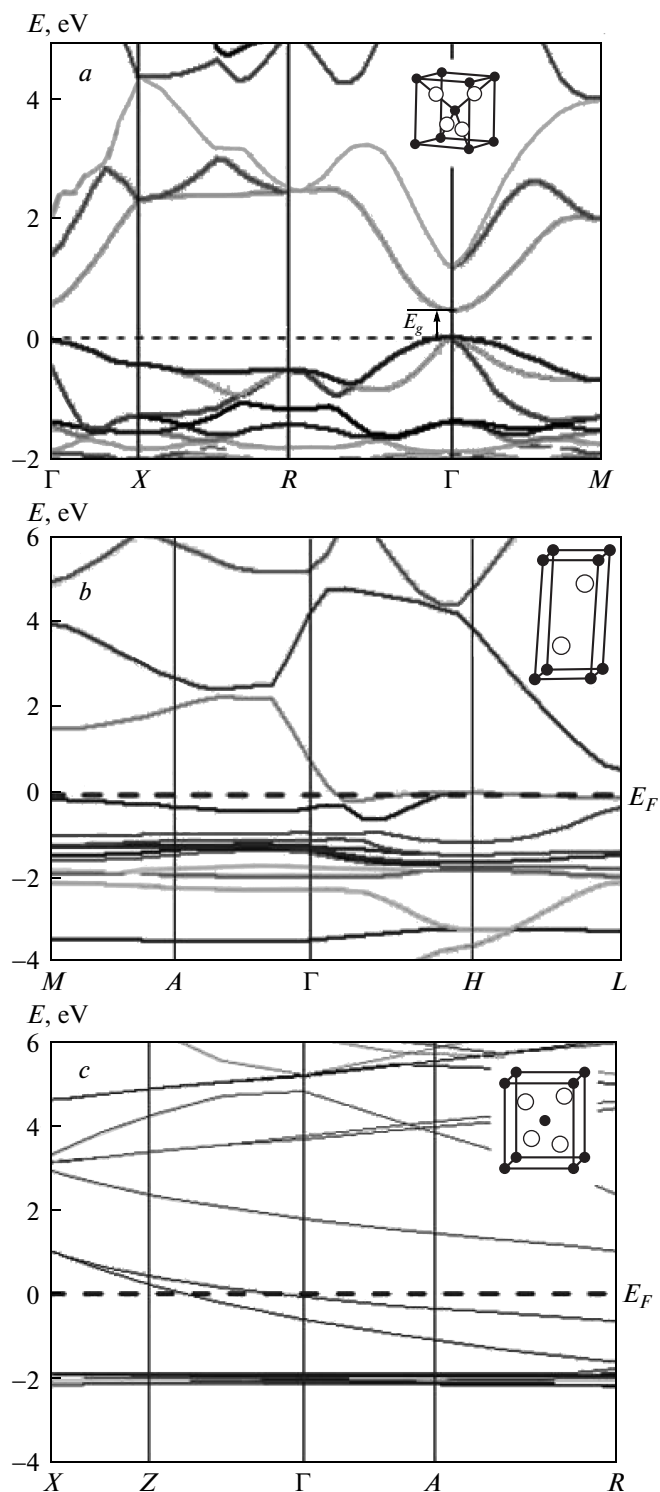 E, eV
a
4
2
E_g
0
−2
Γ X R Γ M
E, eV
6
b
4
2
0
E_F
−2
−4
M A Γ H L
E, eV
6
c
4
2
0
E_F
−2
−4
X Z Γ A R